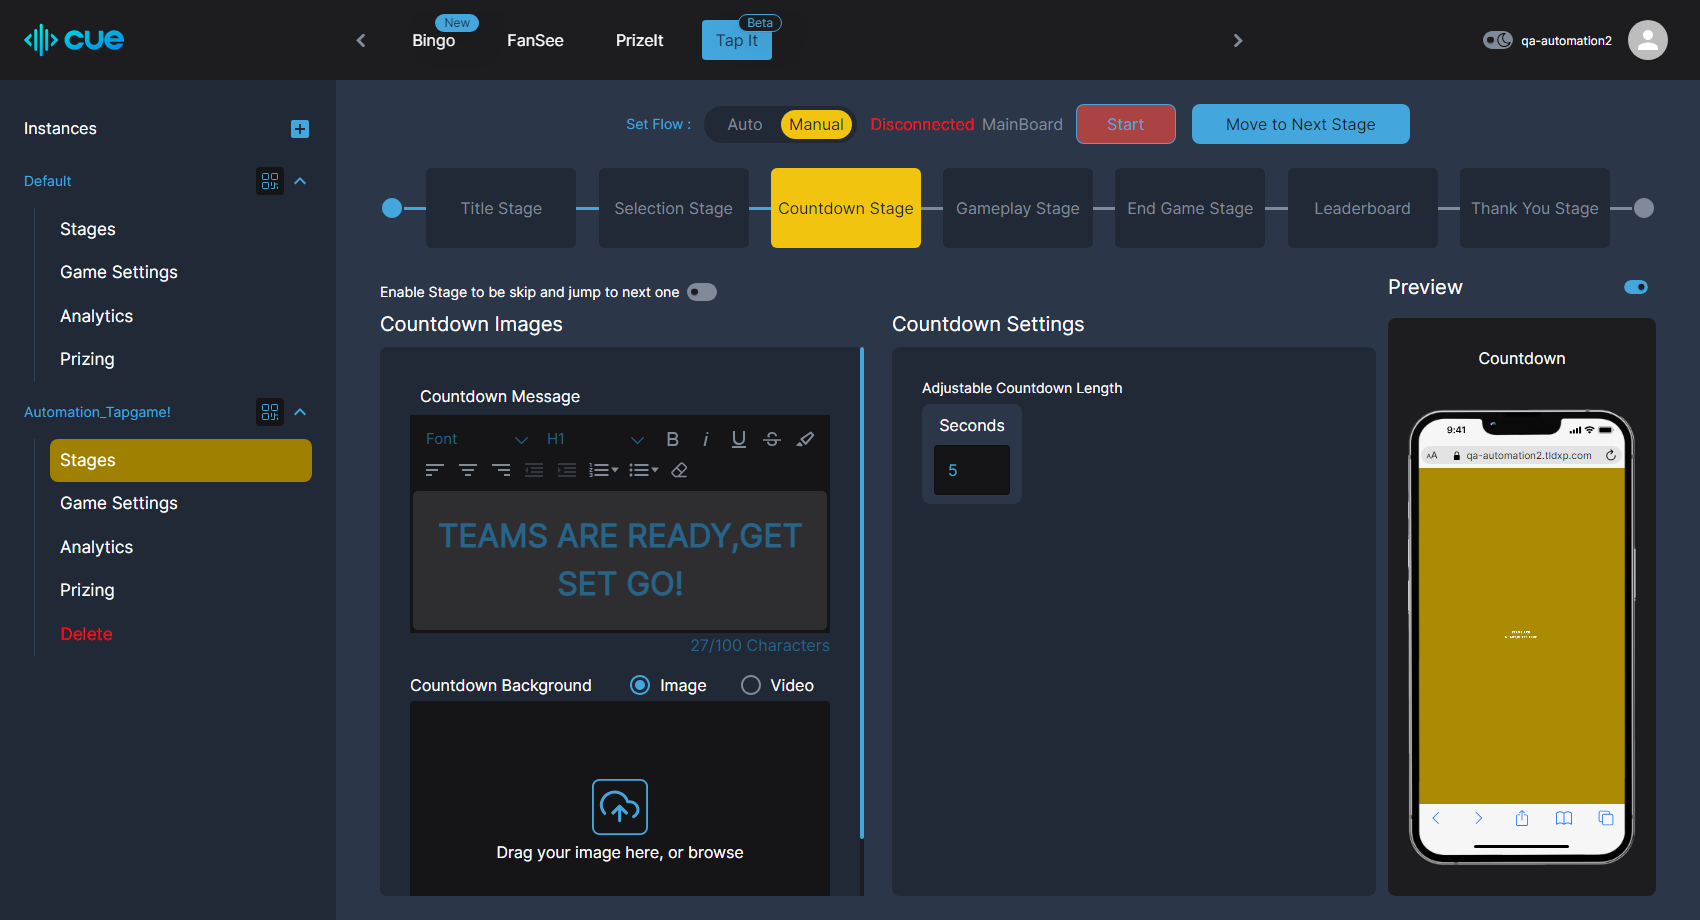 cue
Bingo
New
FanSee
PrizeIt
Tap It
Beta
qa-automation2
Instances
Default
Stages
Game Settings
Analytics
Prizing
Automation_Tapgame!
Stages
Game Settings
Analytics
Prizing
Delete
Set Flow :
Auto
Manual
Disconnected MainBoard
Start
Move to Next Stage
Title Stage
Selection Stage
Countdown Stage
Gameplay Stage
End Game Stage
Leaderboard
Thank You Stage
Enable Stage to be skip and jump to next one
Countdown Images
Countdown Message
Font
H1
B
i
U
S
TEAMS ARE READY,GET
SET GO!
27/100 Characters
Countdown Background
Image
Video
Drag your image here, or browse
Countdown Settings
Adjustable Countdown Length
Seconds
5
Preview
Countdown
9:41
AA
qa-automation2.tldxp.com